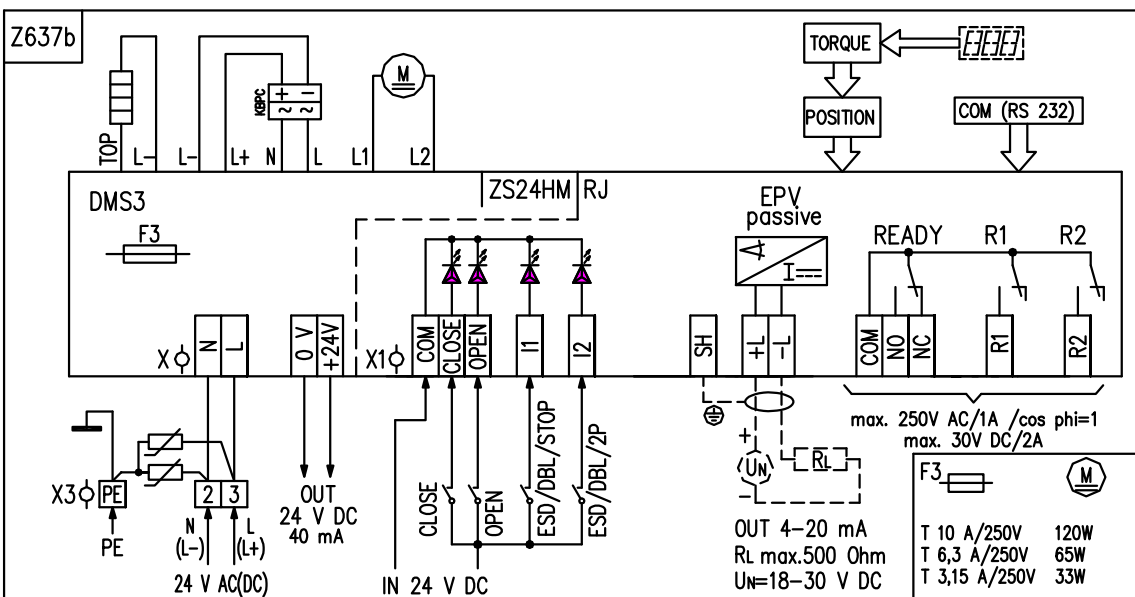 Z637b
TORQUE
POSITION
COM (RS 232)
KBPC
+ −
~ ~
M
TOP L- L- L+ N L L1 L2
DMS3
F3
ZS24HM RJ
EPV
passive
I
READY R1 R2
X N L
0 V +24V
X1 COM CLOSE OPEN I1 I2
SH +L -L
COM NO NC R1 R2
max. 250V AC/1A /cos phi=1
max. 30V DC/2A
X3 PE
2 3
PE
N
(L-)
L
(L+)
24 V AC(DC)
OUT
24 V DC
40 mA
CLOSE
OPEN
ESD/DBL/STOP
ESD/DBL/2P
IN 24 V DC
+
UN
−
RL
OUT 4-20 mA
RL max.500 Ohm
UN=18-30 V DC
F3 M
T 10 A/250V 120W
T 6,3 A/250V 65W
T 3,15 A/250V 33W